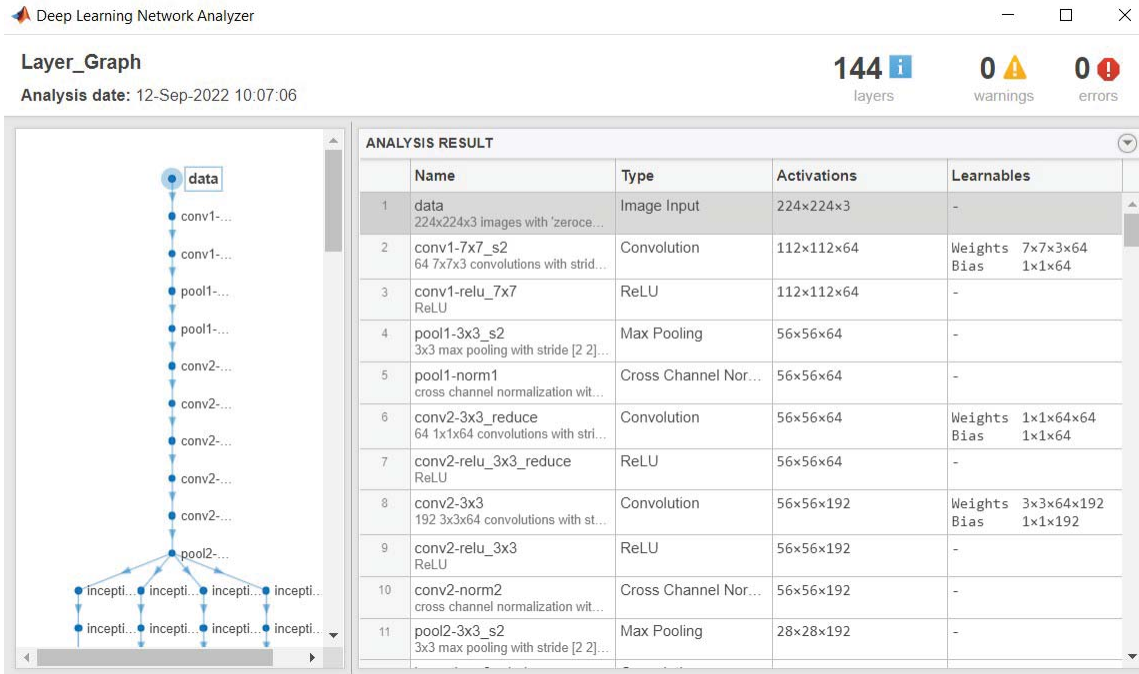 Deep Learning Network Analyzer
Layer_Graph
Analysis date: 12-Sep-2022 10:07:06
144 i
layers
0
warnings
0
errors
data
conv1-...
conv1-...
pool1-...
pool1-...
conv2-...
conv2-...
conv2-...
conv2-...
conv2-...
pool2-...
incepti... incepti... incepti... incepti...
incepti... incepti... incepti... incepti...
ANALYSIS RESULT
Name Type Activations Learnables
1 data Image Input 224×224×3 -
224x224x3 images with 'zeroce...
2 conv1-7x7_s2 Convolution 112×112×64 Weights 7×7×3×64
64 7x7x3 convolutions with strid... Bias 1×1×64
3 conv1-relu_7x7 ReLU 112×112×64 -
ReLU
4 pool1-3x3_s2 Max Pooling 56×56×64 -
3x3 max pooling with stride [2 2]...
5 pool1-norm1 Cross Channel Nor... 56×56×64 -
cross channel normalization wit...
6 conv2-3x3_reduce Convolution 56×56×64 Weights 1×1×64×64
64 1x1x64 convolutions with stri... Bias 1×1×64
7 conv2-relu_3x3_reduce ReLU 56×56×64 -
ReLU
8 conv2-3x3 Convolution 56×56×192 Weights 3×3×64×192
192 3x3x64 convolutions with st... Bias 1×1×192
9 conv2-relu_3x3 ReLU 56×56×192 -
ReLU
10 conv2-norm2 Cross Channel Nor... 56×56×192 -
cross channel normalization wit...
11 pool2-3x3_s2 Max Pooling 28×28×192 -
3x3 max pooling with stride [2 2]...